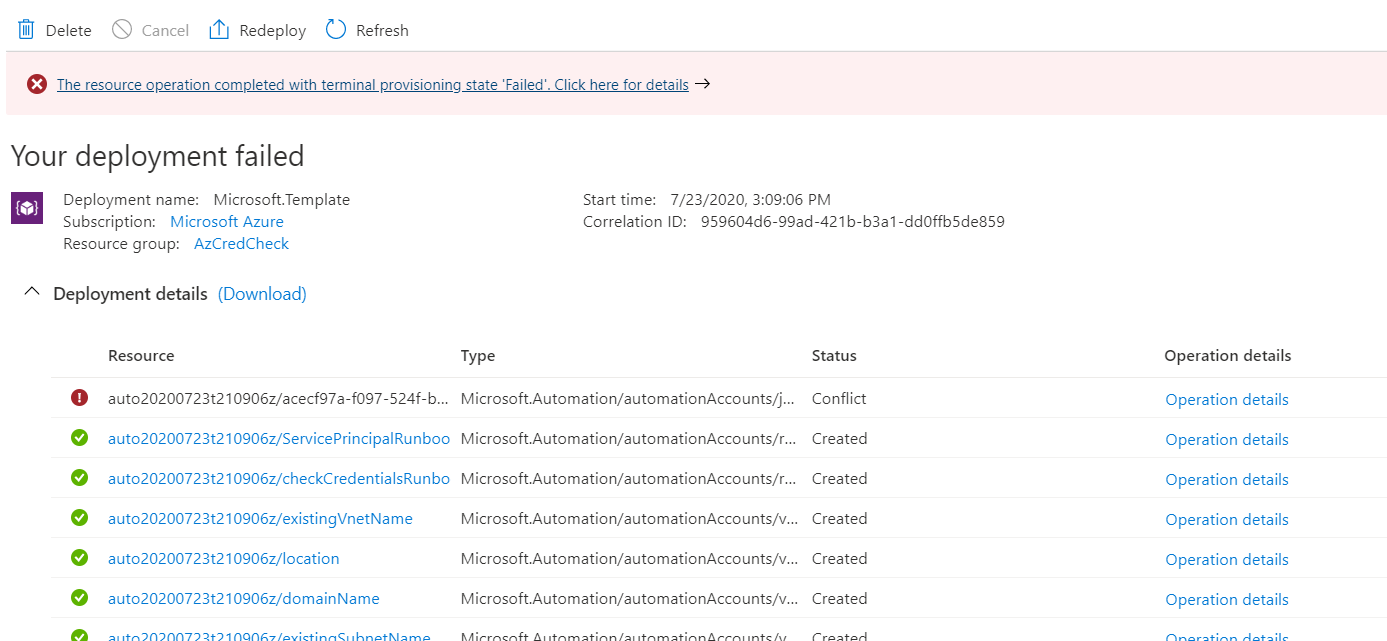 Delete Cancel Redeploy Refresh
The resource operation completed with terminal provisioning state 'Failed'. Click here for details →
Your deployment failed
Deployment name: Microsoft.Template Start time: 7/23/2020, 3:09:06 PM
Subscription: Microsoft Azure Correlation ID: 959604d6-99ad-421b-b3a1-dd0ffb5de859
Resource group: AzCredCheck
Deployment details (Download)
Resource Type Status Operation details
auto20200723t210906z/acecf97a-f097-524f-b... Microsoft.Automation/automationAccounts/j... Conflict Operation details
auto20200723t210906z/ServicePrincipalRunboo Microsoft.Automation/automationAccounts/r... Created Operation details
auto20200723t210906z/checkCredentialsRunbo Microsoft.Automation/automationAccounts/r... Created Operation details
auto20200723t210906z/existingVnetName Microsoft.Automation/automationAccounts/v... Created Operation details
auto20200723t210906z/location Microsoft.Automation/automationAccounts/v... Created Operation details
auto20200723t210906z/domainName Microsoft.Automation/automationAccounts/v... Created Operation details
auto20200723t210906z/existingSubnetName Microsoft.Automation/automationAccounts/v... Created Operation details